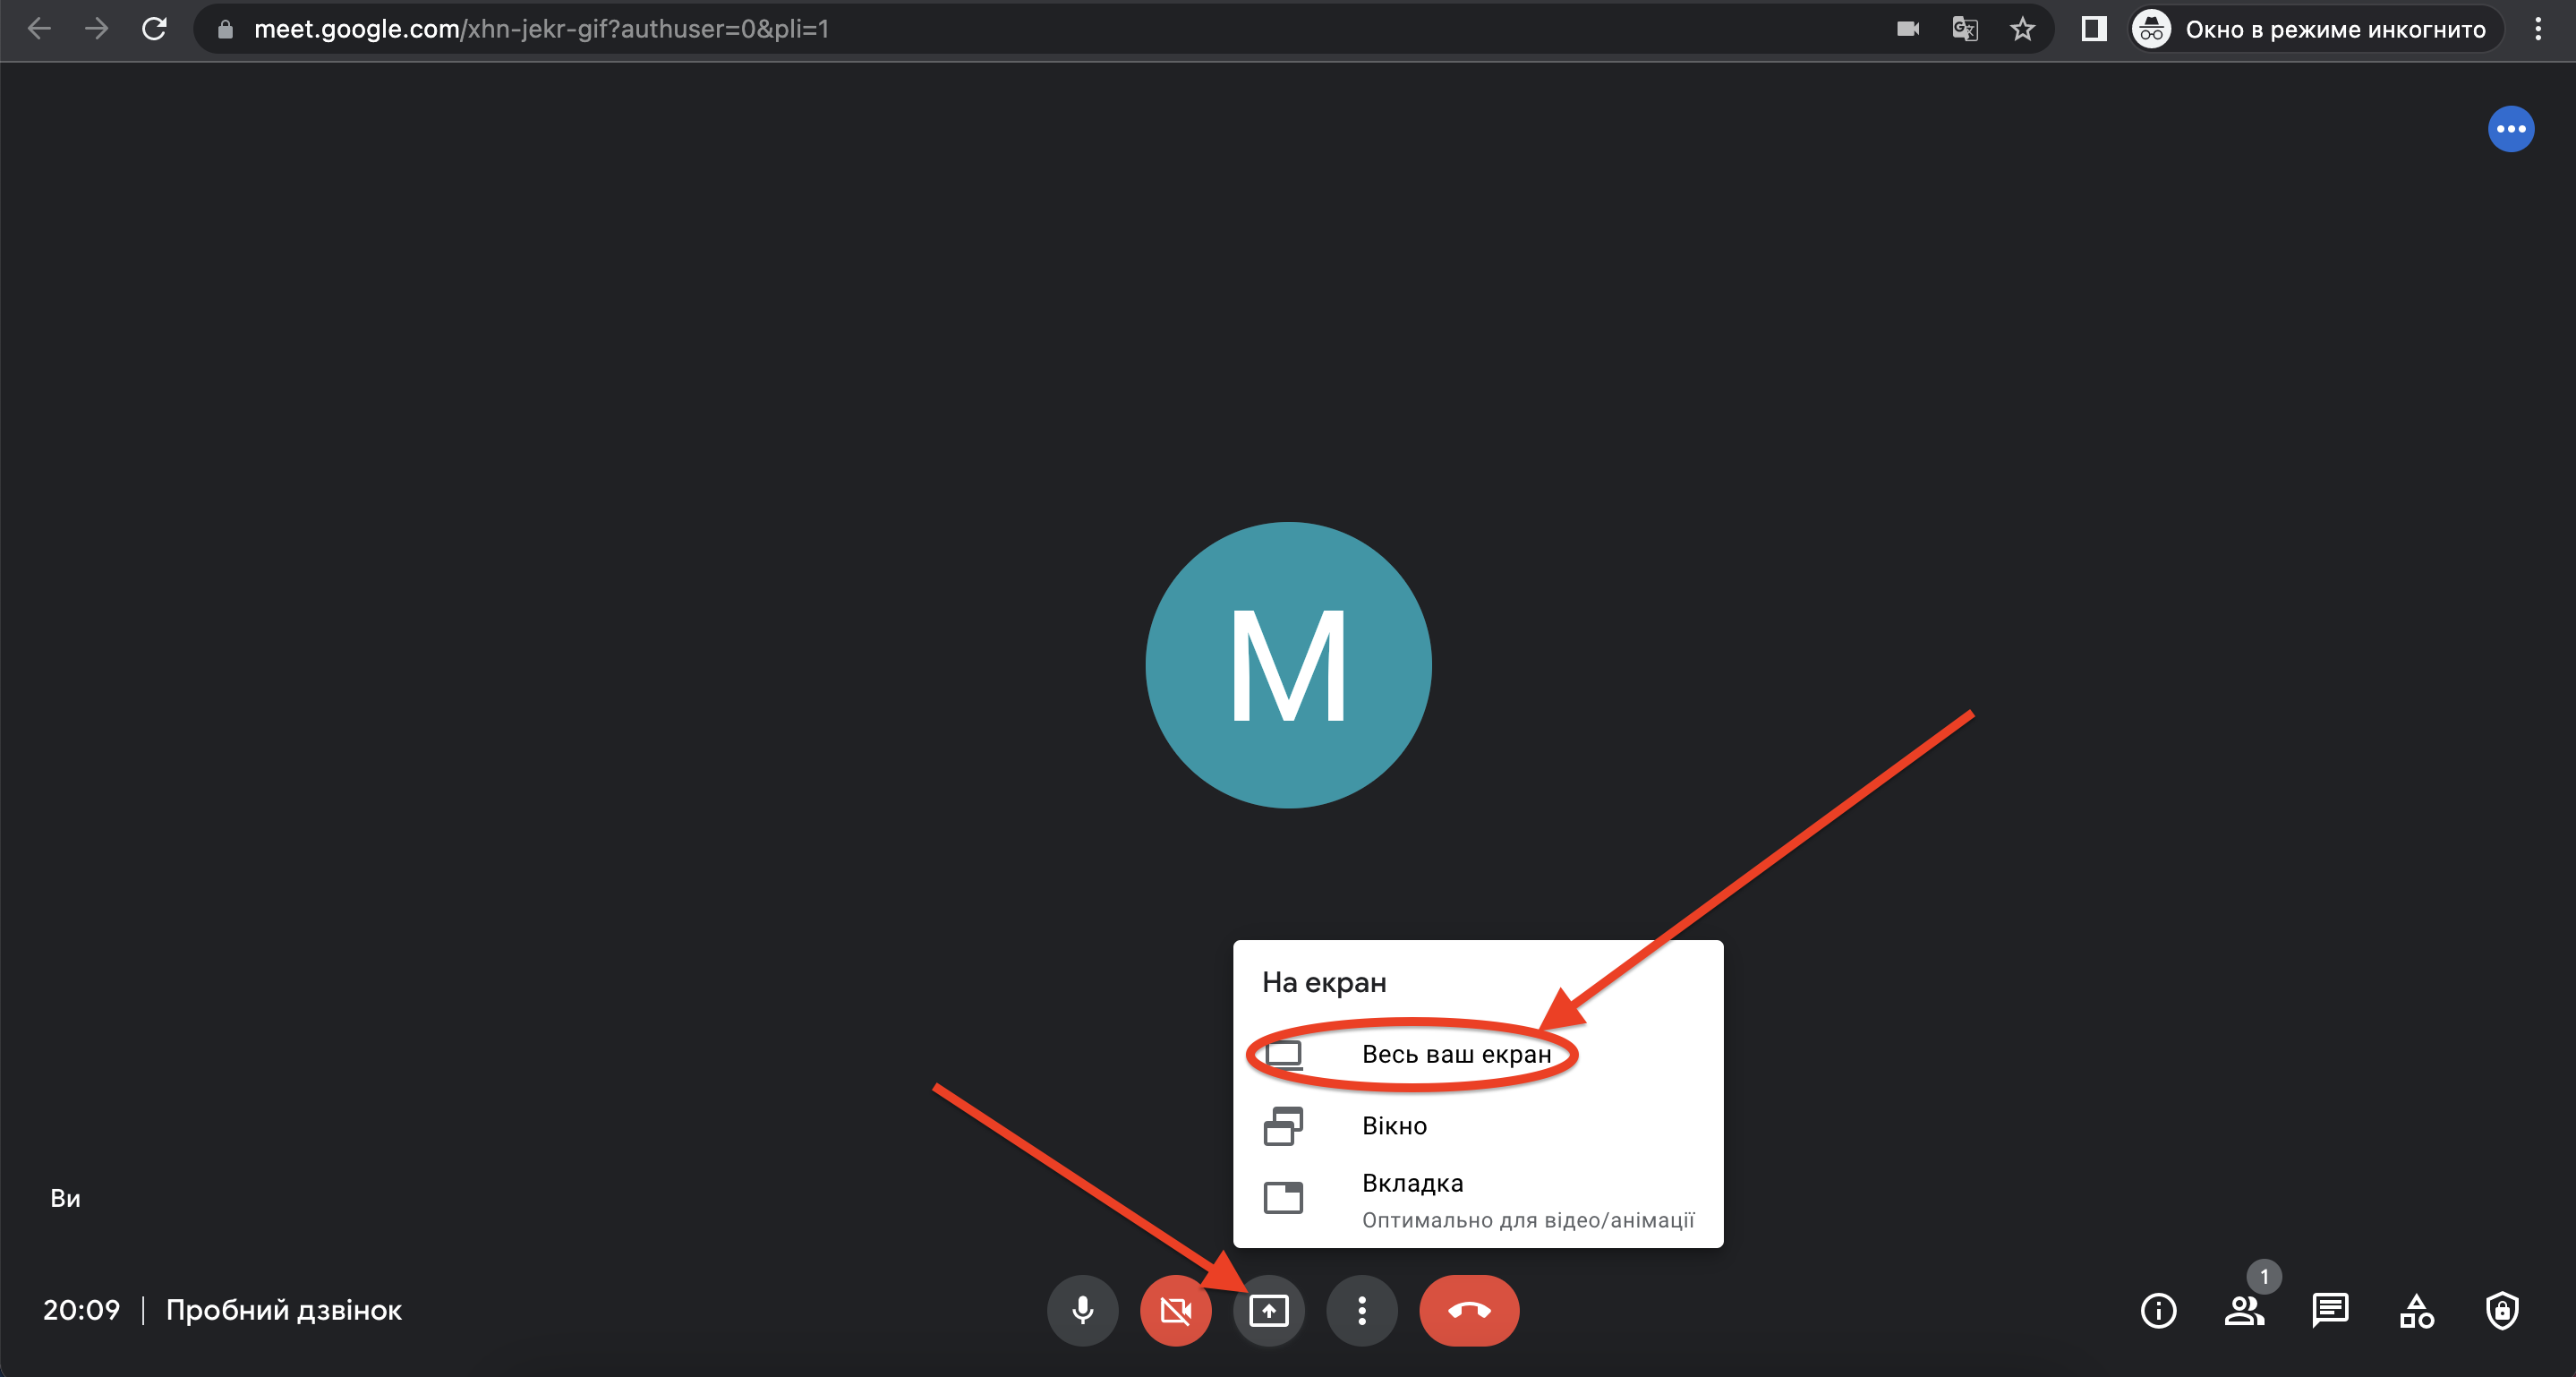 meet.google.com/xhn-jekr-gif?authuser=0&pli=1
Окно в режиме инкогнито
M
На екран
Весь ваш екран
Вікно
Вкладка
Оптимально для відео/анімації
Ви
20:09 | Пробний дзвінок
1